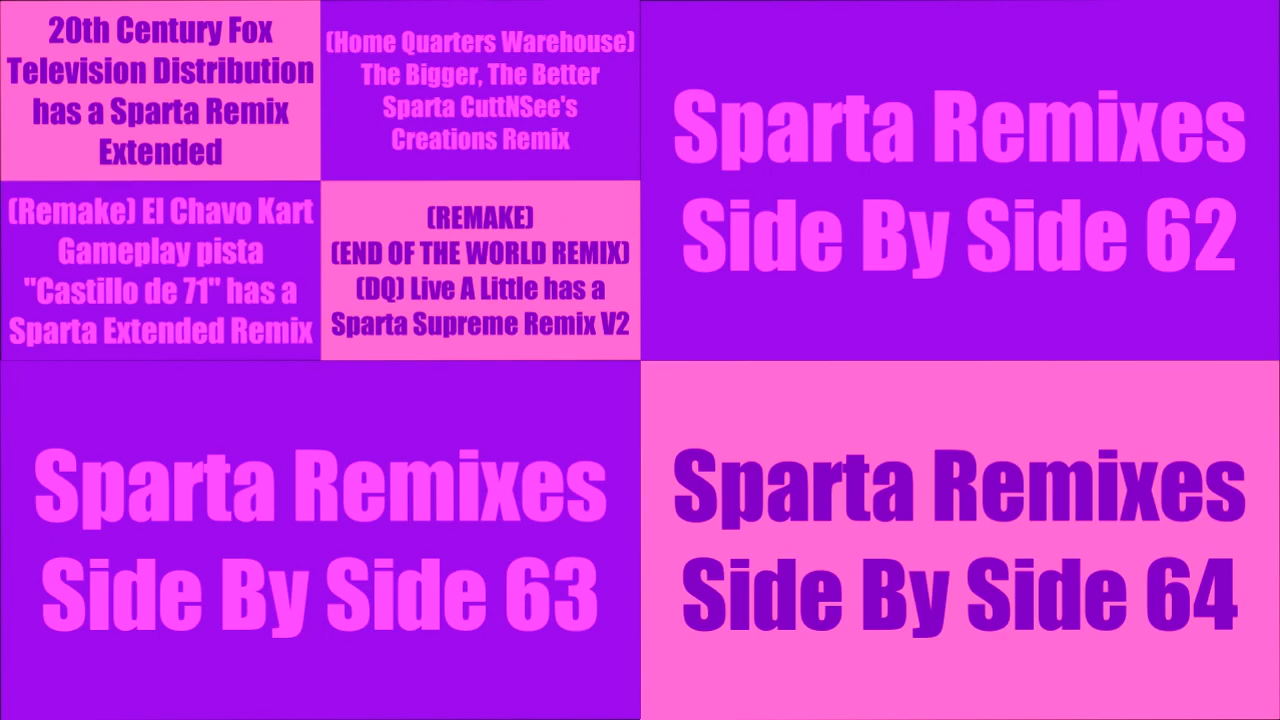 20th Century Fox
Television Distribution
has a Sparta Remix
Extended
(Home Quarters Warehouse)
The Bigger, The Better
Sparta CuttNSee's
Creations Remix
(Remake) El Chavo Kart
Gameplay pista
"Castillo de 71" has a
Sparta Extended Remix
(REMAKE)
(END OF THE WORLD REMIX)
(DQ) Live A Little has a
Sparta Supreme Remix V2
Sparta Remixes
Side By Side 62
Sparta Remixes
Side By Side 63
Sparta Remixes
Side By Side 64